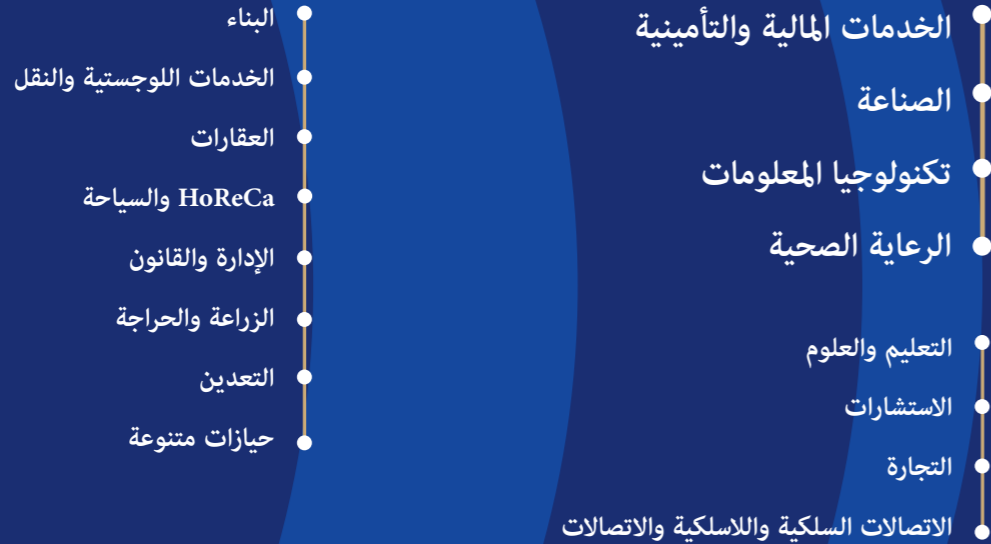 الخدمات المالية والتأمينية
الصناعة
تكنولوجيا المعلومات
الرعاية الصحية
التعليم والعلوم
الاستشارات
التجارة
الاتصالات السلكية واللاسلكية والاتصالات
البناء
الخدمات اللوجستية والنقل
العقارات
HoReCa والسياحة
الإدارة والقانون
الزراعة والحراجة
التعدين
حيازات متنوعة